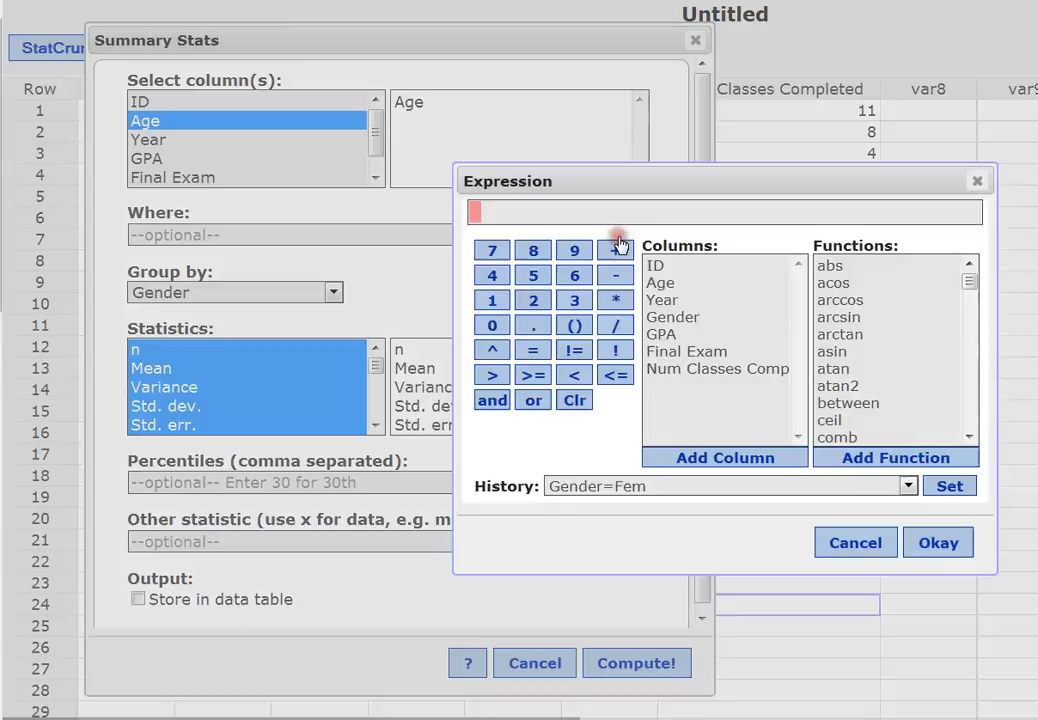 Untitled
StatCrun
Summary Stats
Row
Classes Completed
var8
var9
1
2
3
4
5
6
7
8
9
10
11
12
13
14
15
16
17
18
19
20
21
22
23
24
25
26
27
28
29
11
8
4
Select column(s):
ID
Age
Year
GPA
Final Exam
Age
Where:
--optional--
Group by:
Gender
Statistics:
n
Mean
Variance
Std. dev.
Std. err.
n
Mean
Variance
Std. de
Std. err
Percentiles (comma separated):
--optional-- Enter 30 for 30th
Other statistic (use x for data, e.g. m
--optional--
Output:
Store in data table
? Cancel Compute!
Expression
7 8 9 +
4 5 6 -
1 2 3 *
0 . () /
^ = != !
> >= < <=
and or Clr
Columns:
ID
Age
Year
Gender
GPA
Final Exam
Num Classes Comp
Add Column
Functions:
abs
acos
arccos
arcsin
arctan
asin
atan
atan2
between
ceil
comb
Add Function
History: Gender=Fem Set
Cancel Okay